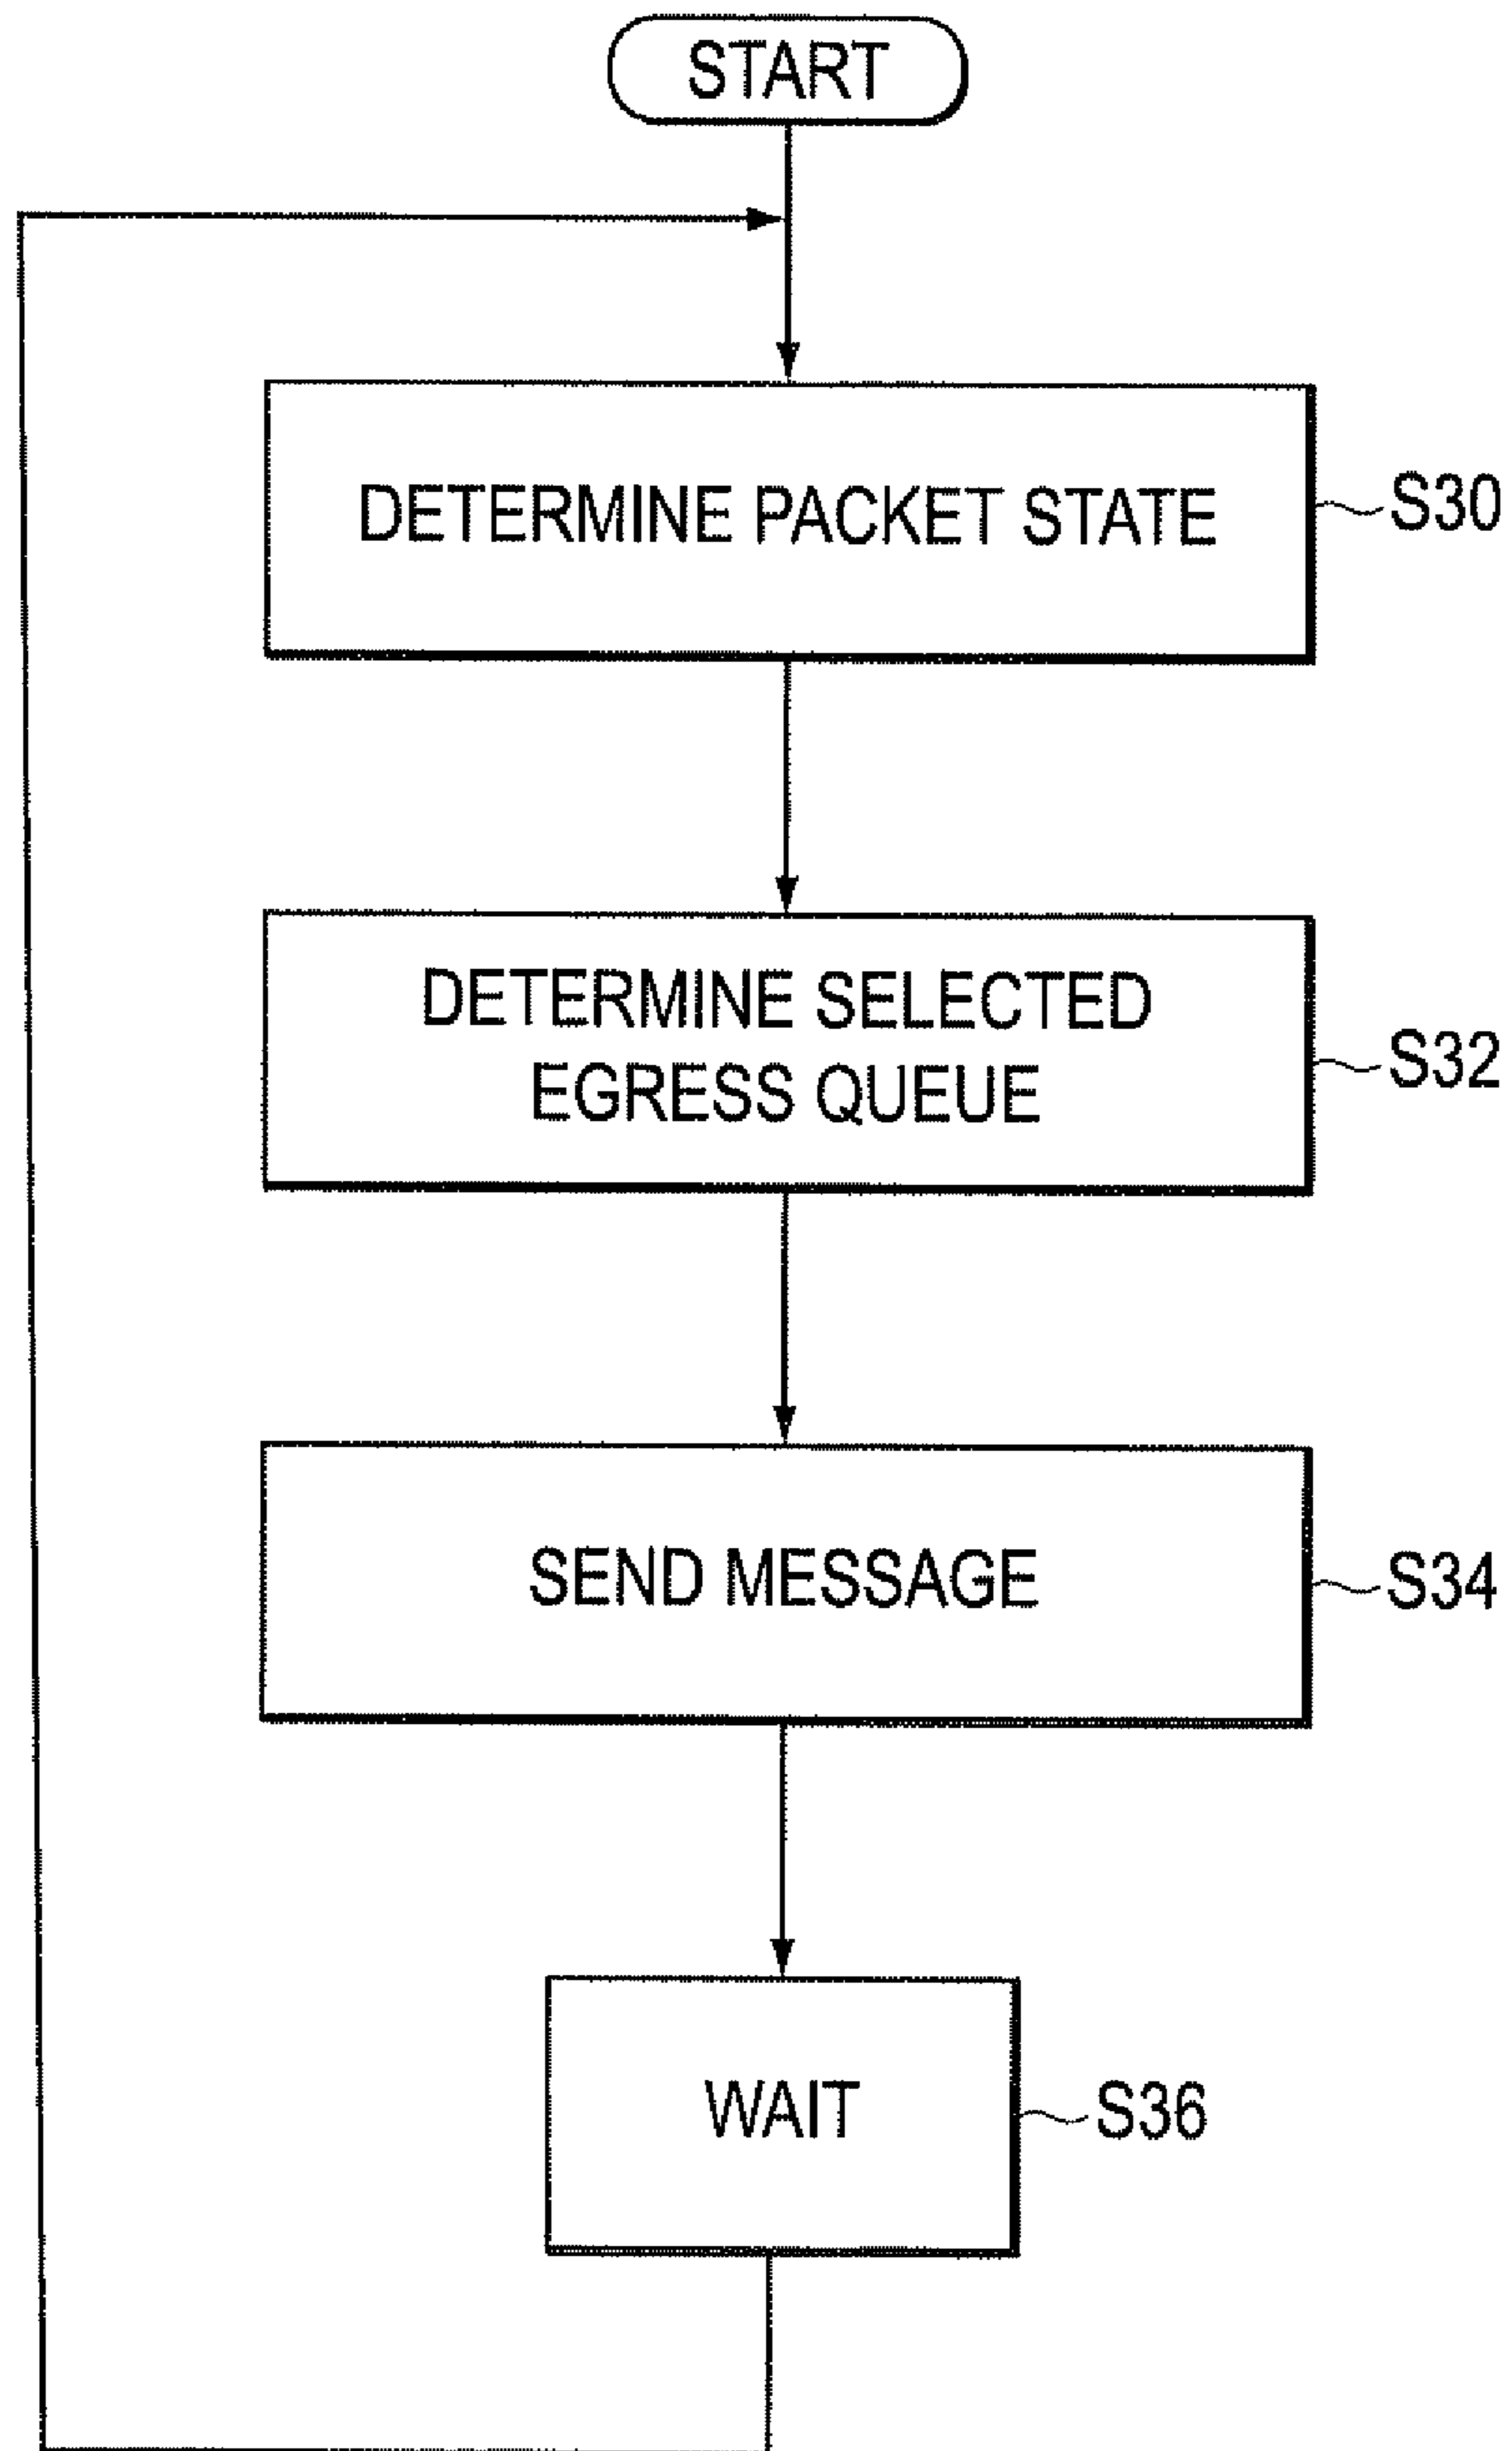 START
DETERMINE PACKET STATE
S30
DETERMINE SELECTED
EGRESS QUEUE
S32
SEND MESSAGE
S34
WAIT
S36